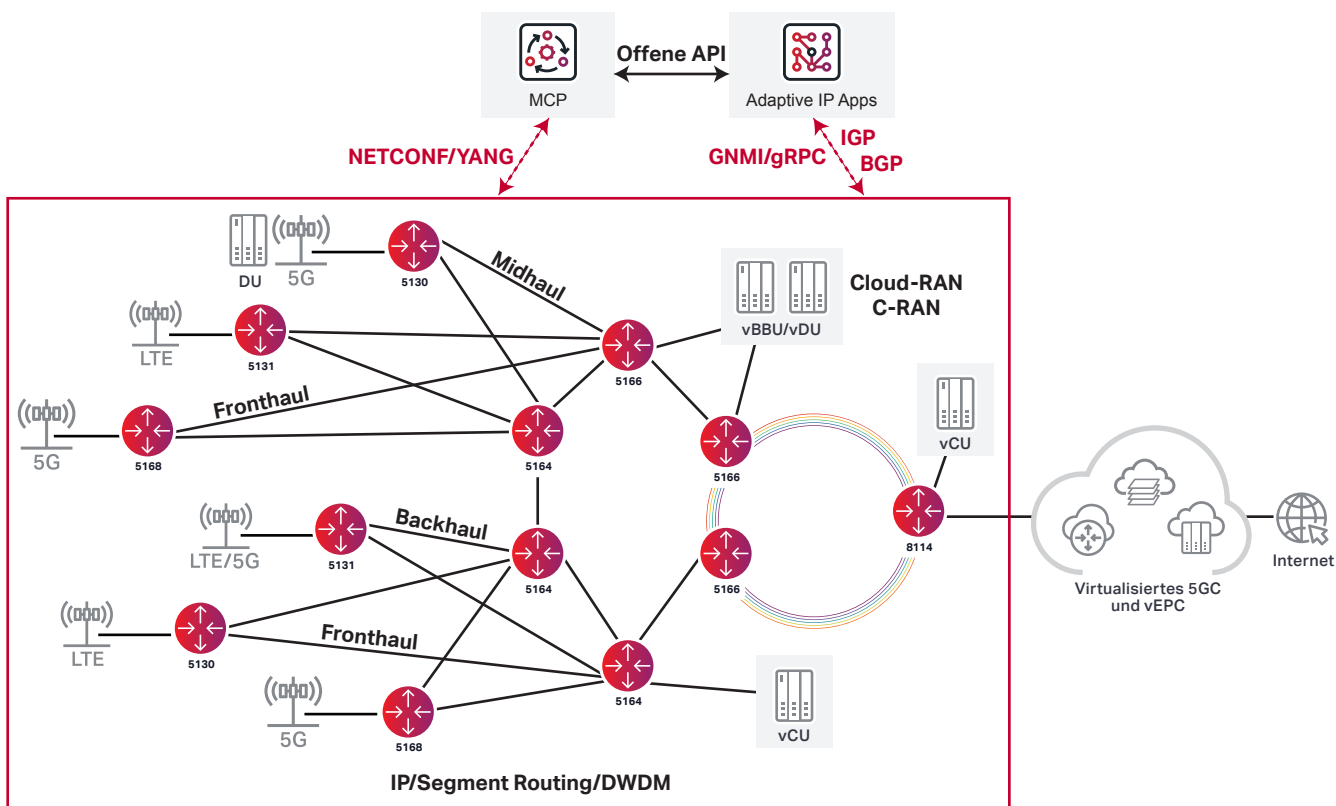 Offene API
MCP
Adaptive IP Apps
NETCONF/YANG
GNMI/gRPC
IGP
BGP
DU
5G
5130
Midhaul
Cloud-RAN
C-RAN
vBBU/vDU
LTE
5131
5166
Fronthaul
5G
5168
5164
5166
vCU
8114
LTE/5G
5131
Backhaul
5164
5166
LTE
5130
Fronthaul
5164
5G
5168
vCU
IP/Segment Routing/DWDM
Virtualisiertes 5GC
und vEPC
Internet